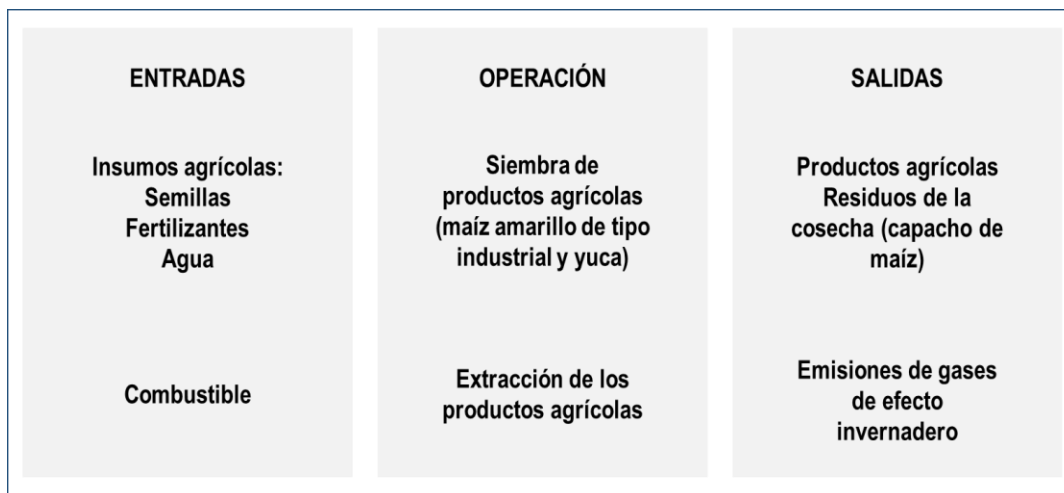 ENTRADAS
Insumos agrícolas:
Semillas
Fertilizantes
Agua
Combustible
OPERACIÓN
Siembra de
productos agrícolas
(maíz amarillo de tipo
industrial y yuca)
Extracción de los
productos agrícolas
SALIDAS
Productos agrícolas
Residuos de la
cosecha (capacho de
maíz)
Emisiones de gases
de efecto
invernadero